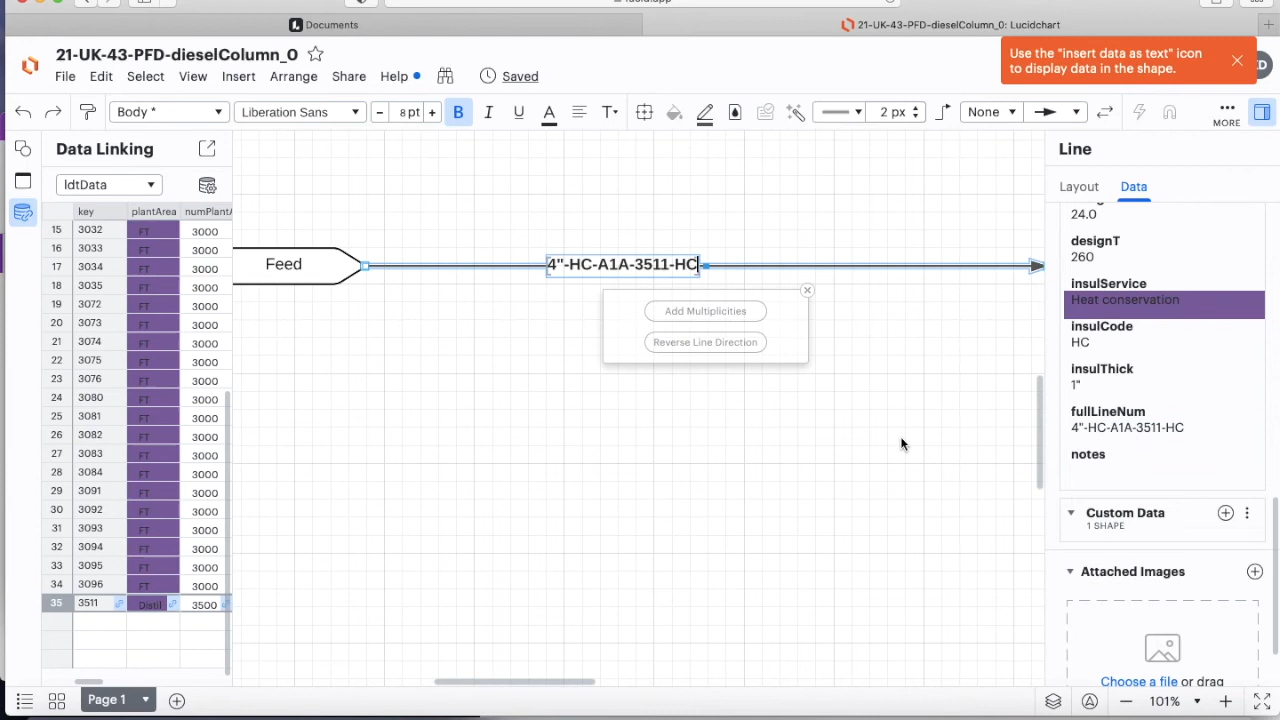 Documents
21-UK-43-PFD-dieselColumn_0: Lucidchart
21-UK-43-PFD-dieselColumn_0
File Edit Select View Insert Arrange Share Help Saved
Use the "insert data as text" icon
to display data in the shape.
Body * Liberation Sans 8 pt B I U A T 2 px None MORE
Data Linking
ldtData
key plantArea numPlantA
15 3032 FT 3000
16 3033 FT 3000
17 3034 FT 3000
18 3035 FT 3000
19 3072 FT 3000
20 3073 FT 3000
21 3074 FT 3000
22 3075 FT 3000
23 3076 FT 3000
24 3080 FT 3000
25 3081 FT 3000
26 3082 FT 3000
27 3083 FT 3000
28 3084 FT 3000
29 3091 FT 3000
30 3092 FT 3000
31 3093 FT 3000
32 3094 FT 3000
33 3095 FT 3000
34 3096 FT 3000
35 3511 Distil 3500
Feed
4"-HC-A1A-3511-HC
Add Multiplicities
Reverse Line Direction
Line
Layout Data
24.0
designT
260
insulService
Heat conservation
insulCode
HC
insulThick
1"
fullLineNum
4"-HC-A1A-3511-HC
notes
Custom Data
1 SHAPE
Attached Images
Choose a file or drag
Page 1
101%